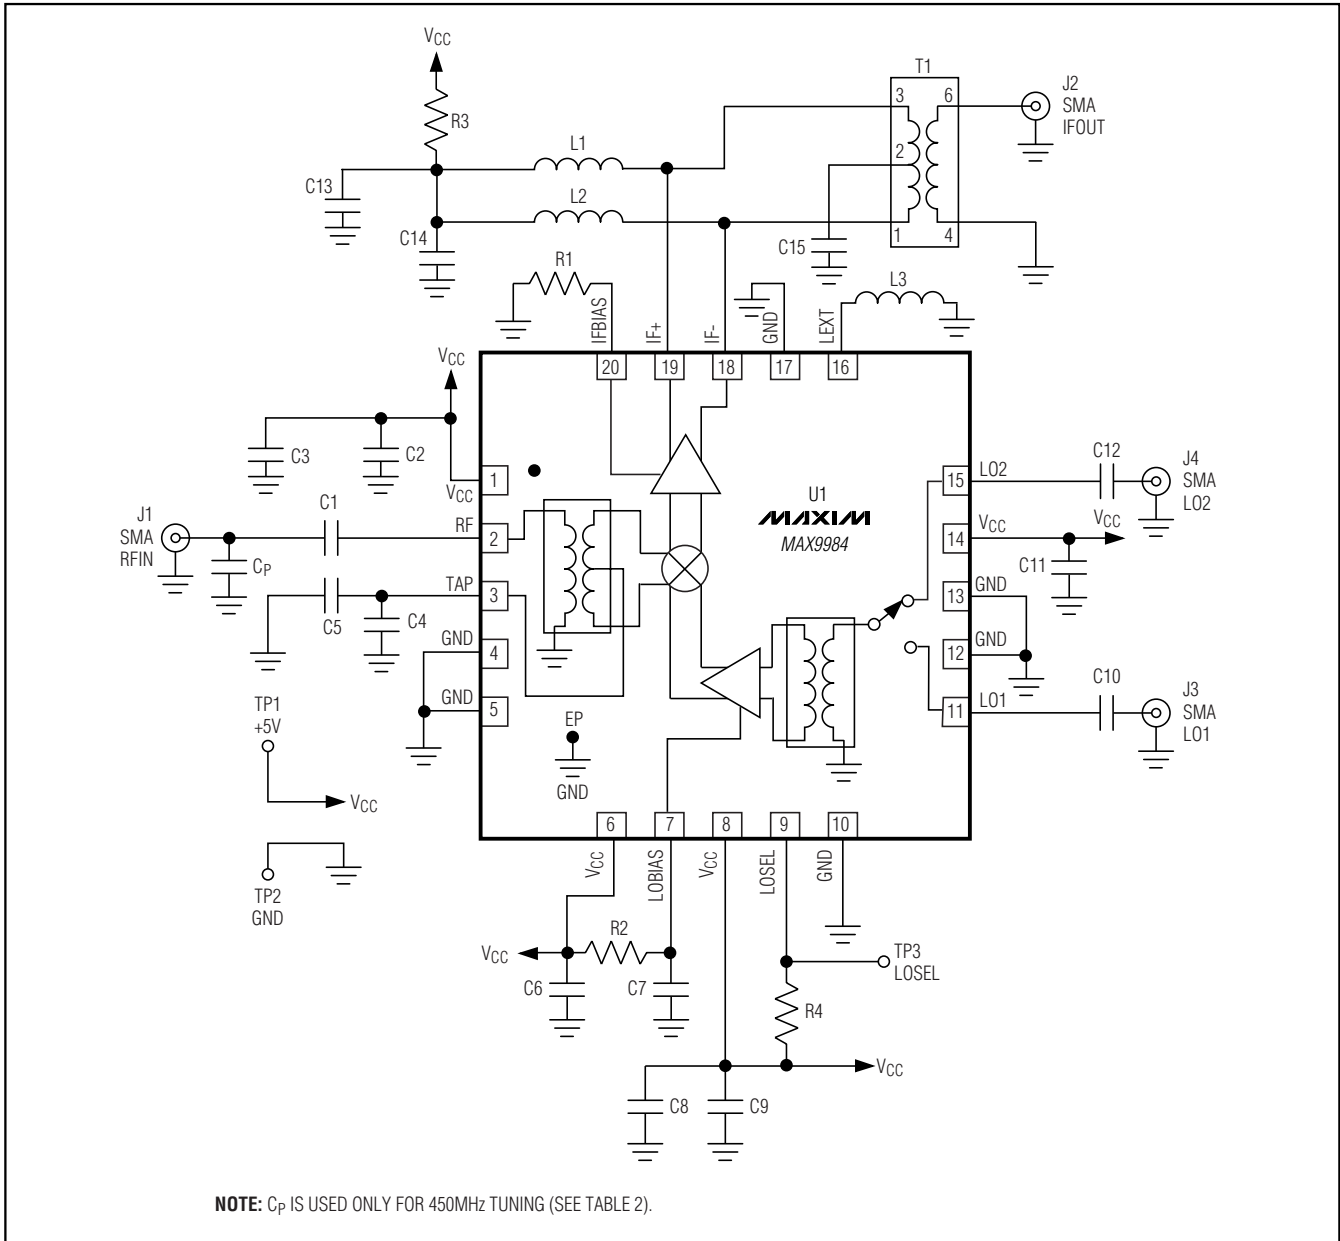 VCC
R3
T1
3
6
J2
SMA
IFOUT
L1
2
C13
L2
C14
1
4
C15
R1
L3
IFBIAS
IF+
IF-
GND
LEXT
20
19
18
17
16
VCC
C3
C2
1
VCC
J1
SMA
RFIN
C1
RF
2
CP
TAP
3
C5
C4
GND
4
GND
5
U1
MAXIM
MAX9984
15
LO2
C12
J4
SMA
LO2
14
VCC
VCC
C11
13
GND
12
GND
11
LO1
C10
J3
SMA
LO1
TP1
+5V
VCC
TP2
GND
EP
GND
6
7
8
9
10
VCC
LOBIAS
VCC
LOSEL
GND
VCC
R2
C6
C7
TP3
LOSEL
R4
VCC
C8
C9
NOTE: CP IS USED ONLY FOR 450MHz TUNING (SEE TABLE 2).